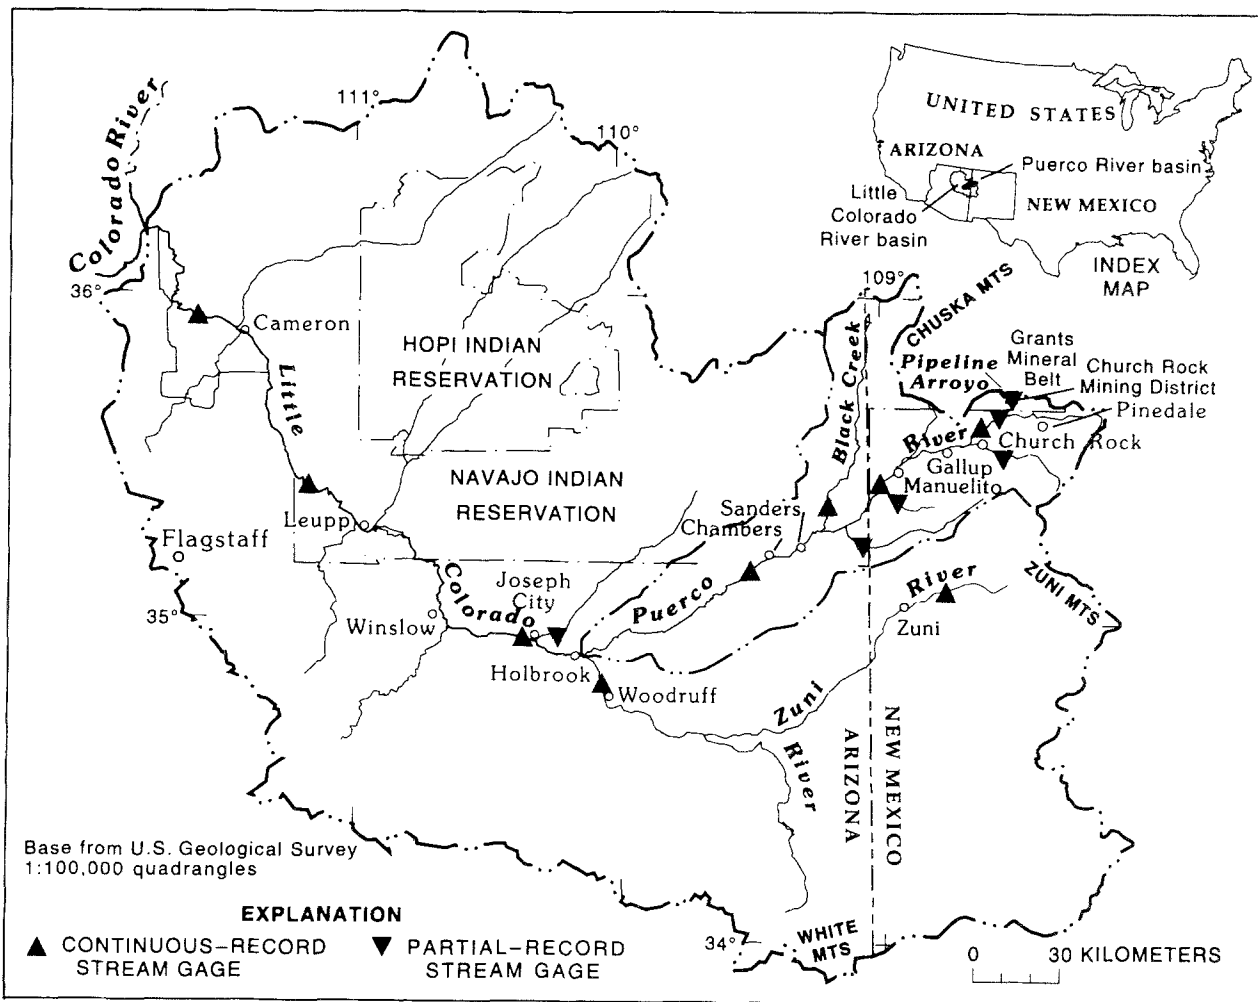 Colorado River
111°
110°
UNITED STATES
ARIZONA
Puerco River basin
Little
Colorado
River basin
NEW MEXICO
INDEX
MAP
36°
109°
CHUSKA MTS
Cameron
Little
HOPI INDIAN
RESERVATION
Black Creek
Pipeline
Arroyo
Grants
Mineral
Belt
Church Rock
Mining District
Pinedale
River
Church Rock
Gallup
Manuelito
NAVAJO INDIAN
RESERVATION
Leupp
Sanders
Chambers
Flagstaff
Colorado
Joseph
City
Puerco
River
ZUNI MTS
35°
Winslow
Zuni
Holbrook
Woodruff
Zuni
River
ARIZONA
NEW MEXICO
Base from U.S. Geological Survey
1:100,000 quadrangles
EXPLANATION
CONTINUOUS-RECORD
STREAM GAGE
PARTIAL-RECORD
STREAM GAGE
34°
WHITE
MTS
0 30 KILOMETERS